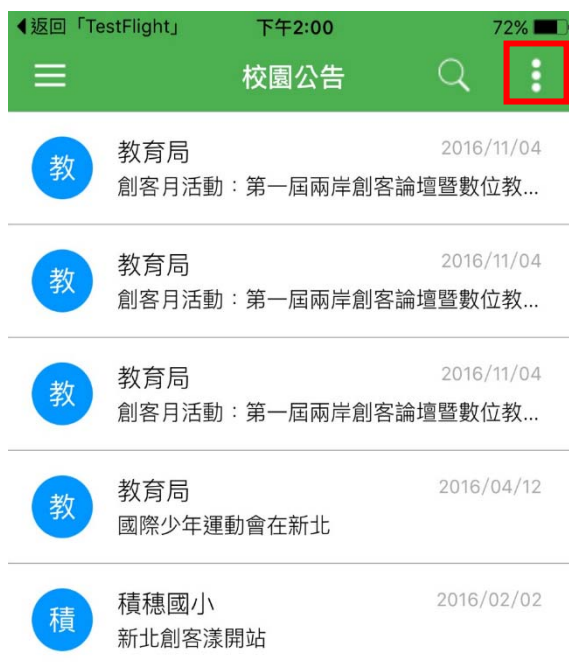 返回「TestFlight」 下午2:00 72%
校園公告
教 教育局 2016/11/04
創客月活動：第一屆兩岸創客論壇暨數位教...
教 教育局 2016/11/04
創客月活動：第一屆兩岸創客論壇暨數位教...
教 教育局 2016/11/04
創客月活動：第一屆兩岸創客論壇暨數位教...
教 教育局 2016/04/12
國際少年運動會在新北
積 積穗國小 2016/02/02
新北創客漾開站